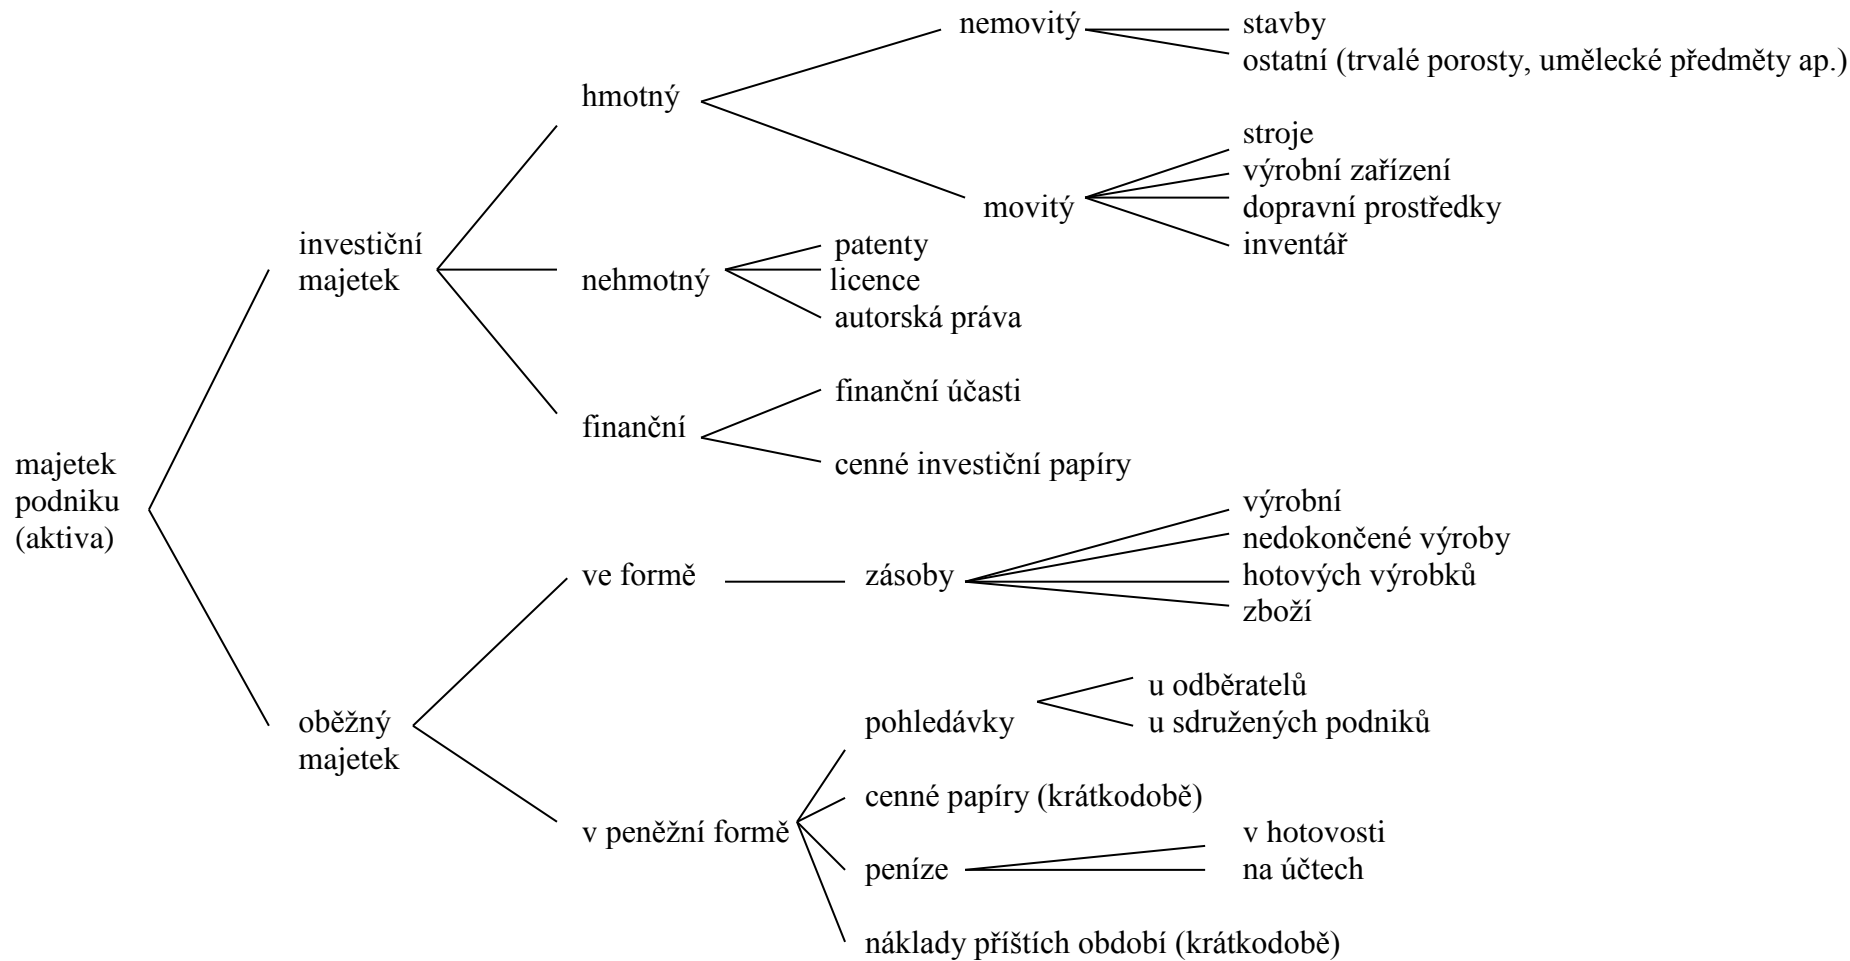 nemovitý
stavby
ostatní (trvalé porosty, umělecké předměty ap.)
hmotný
stroje
výrobní zařízení
movitý
dopravní prostředky
inventář
investiční
majetek
patenty
nehmotný
licence
autorská práva
finanční účasti
finanční
cenné investiční papíry
majetek
podniku
(aktiva)
výrobní
nedokončené výroby
ve formě
zásoby
hotových výrobků
zboží
u odběratelů
oběžný
majetek
pohledávky
u sdružených podniků
cenné papíry (krátkodobě)
v peněžní formě
v hotovosti
peníze
na účtech
náklady příštích období (krátkodobě)